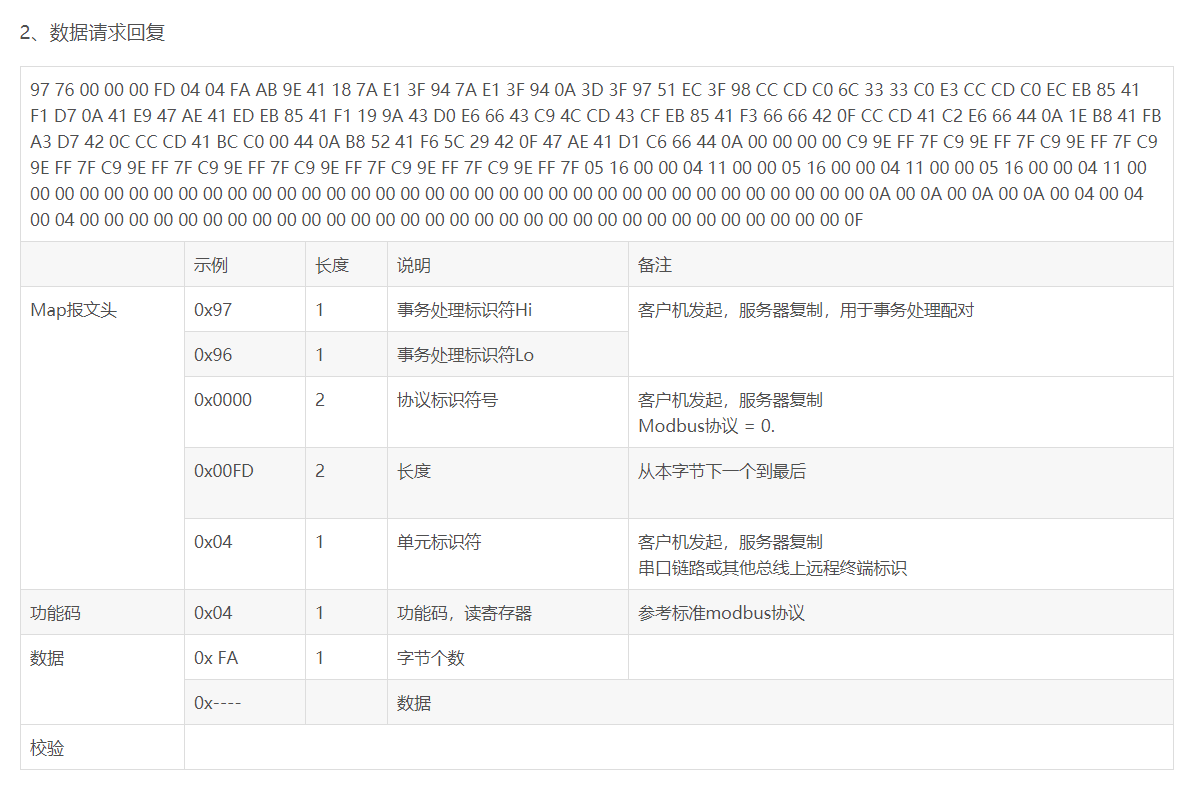 2、数据请求回复
97 76 00 00 00 FD 04 04 FA AB 9E 41 18 7A E1 3F 94 7A E1 3F 94 0A 3D 3F 97 51 EC 3F 98 CC CD C0 6C 33 33 C0 E3 CC CD C0 EC EB 85 41
F1 D7 0A 41 E9 47 AE 41 ED EB 85 41 F1 19 9A 43 D0 E6 66 43 C9 4C CD 43 CF EB 85 41 F3 66 66 42 0F CC CD 41 C2 E6 66 44 0A 1E B8 41 FB
A3 D7 42 0C CC CD 41 BC C0 00 44 0A B8 52 41 F6 5C 29 42 0F 47 AE 41 D1 C6 66 44 0A 00 00 00 00 C9 9E FF 7F C9 9E FF 7F C9 9E FF 7F C9
9E FF 7F C9 9E FF 7F C9 9E FF 7F C9 9E FF 7F C9 9E FF 7F C9 9E FF 7F 05 16 00 00 04 11 00 00 05 16 00 00 04 11 00 00 05 16 00 00 04 11 00
00 00 00 00 00 00 00 00 00 00 00 00 00 00 00 00 00 00 00 00 00 00 00 00 00 00 00 00 00 00 00 00 00 00 0A 00 0A 00 0A 00 0A 00 04 00 04
00 04 00 00 00 00 00 00 00 00 00 00 00 00 00 00 00 00 00 00 00 00 00 00 00 00 00 00 00 00 00 00 00 0F
示例 长度 说明 备注
Map报文头 0x97 1 事务处理标识符Hi 客户机发起，服务器复制，用于事务处理配对
0x96 1 事务处理标识符Lo
0x0000 2 协议标识符号 客户机发起，服务器复制
Modbus协议 = 0.
0x00FD 2 长度 从本字节下一个到最后
0x04 1 单元标识符 客户机发起，服务器复制
串口链路或其他总线上远程终端标识
功能码 0x04 1 功能码，读寄存器 参考标准modbus协议
数据 0x FA 1 字节个数
0x---- 数据
校验